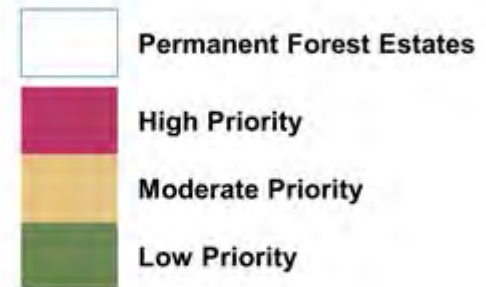 Permanent Forest Estates
High Priority
Moderate Priority
Low Priority